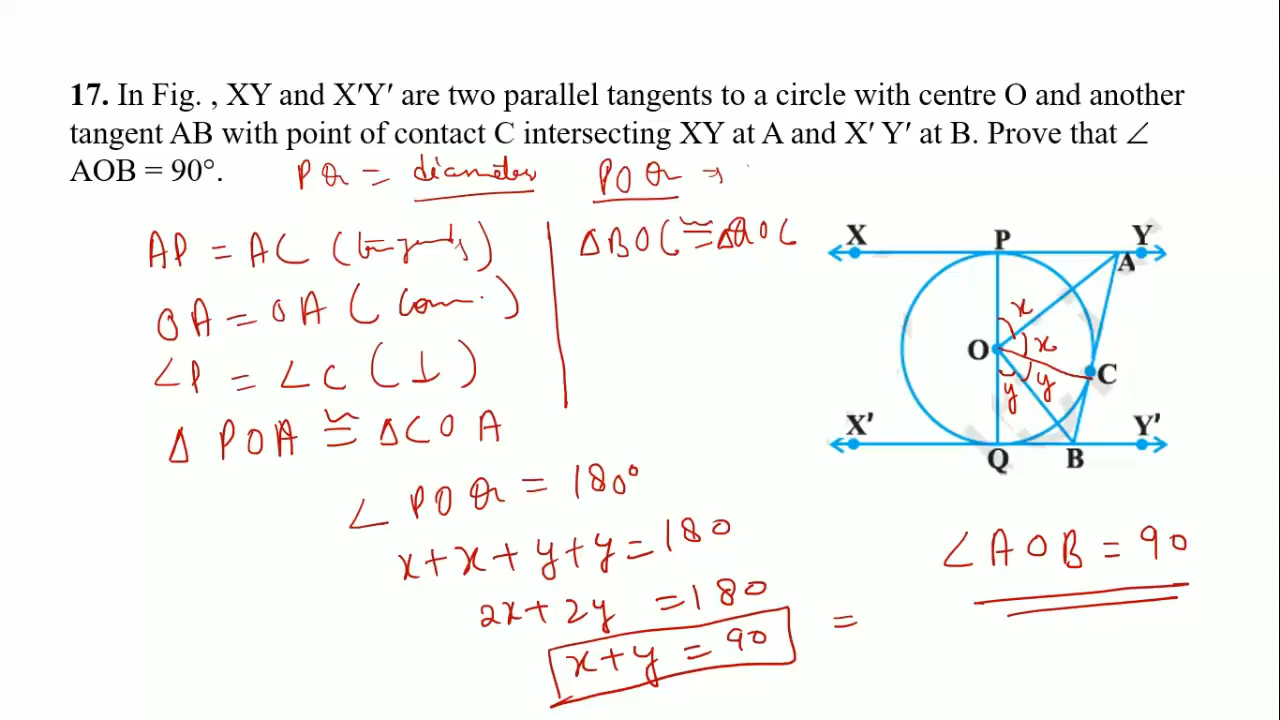 17. In Fig. , XY and X′Y′ are two parallel tangents to a circle with centre O and another
tangent AB with point of contact C intersecting XY at A and X′ Y′ at B. Prove that ∠
AOB = 90°.
PQ = diameter
POQ →
AP = AC (tangents)
OA = OA (com.)
∠P = ∠C (⊥)
Δ POA ≅ ΔCOA
ΔBOC ≅ ΔQOC
X P Y
A
x
x
O
C
y y
X' Y'
Q B
∠POQ = 180°
x+x+y+y=180
2x+2y =180
x+y = 90
=
∠AOB = 90